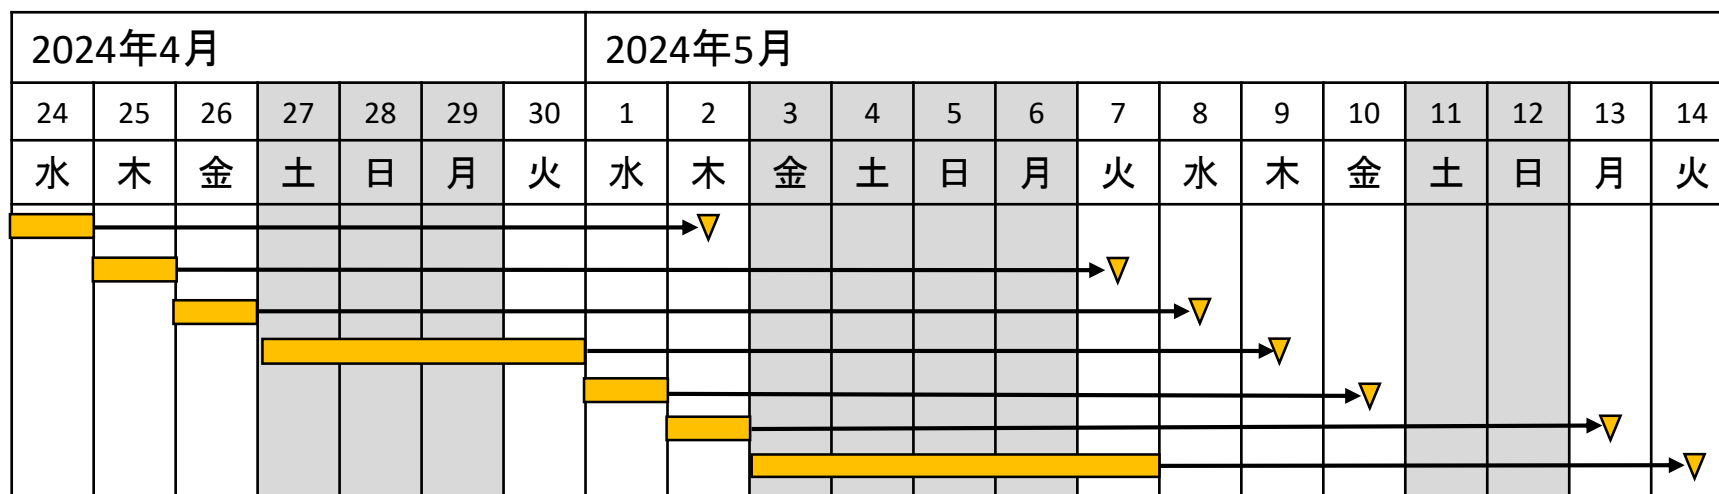 2024年4月 2024年5月
24 25 26 27 28 29 30 1 2 3 4 5 6 7 8 9 10 11 12 13 14
水 木 金 土 日 月 火 水 木 金 土 日 月 火 水 木 金 土 日 月 火